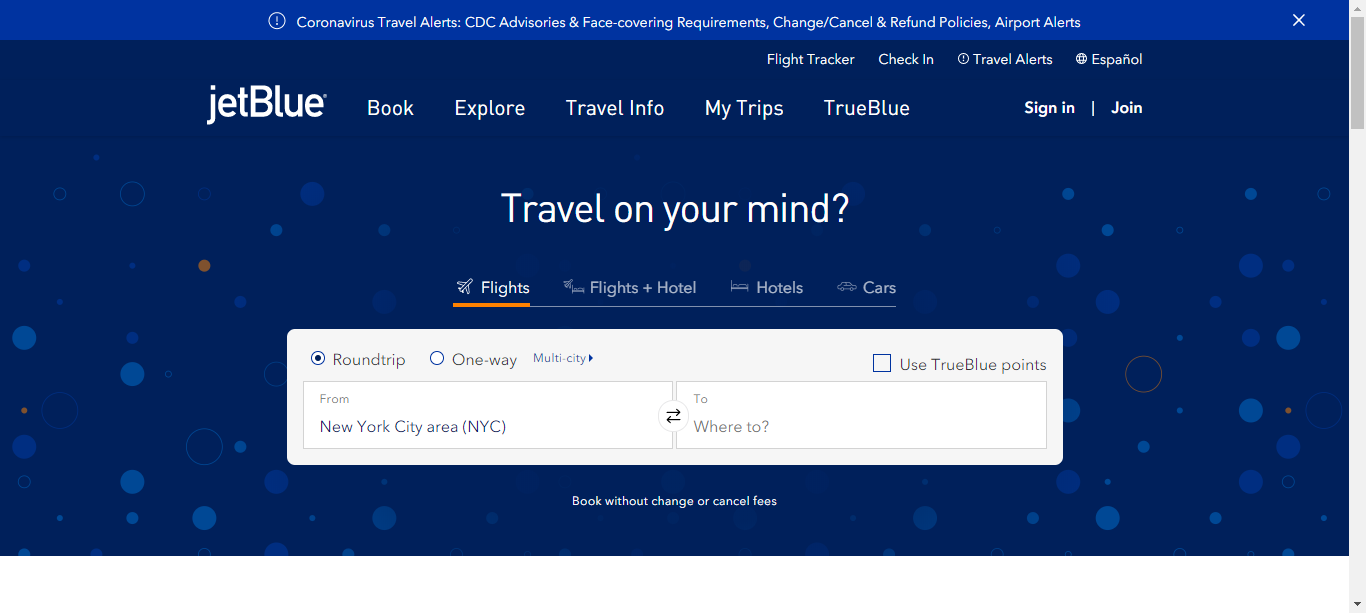 Coronavirus Travel Alerts: CDC Advisories & Face-covering Requirements, Change/Cancel & Refund Policies, Airport Alerts
Flight Tracker Check In Travel Alerts Español
jetBlue Book Explore Travel Info My Trips TrueBlue Sign in | Join
Travel on your mind?
Flights Flights + Hotel Hotels Cars
Roundtrip One-way Multi-city Use TrueBlue points
From To
New York City area (NYC) Where to?
Book without change or cancel fees